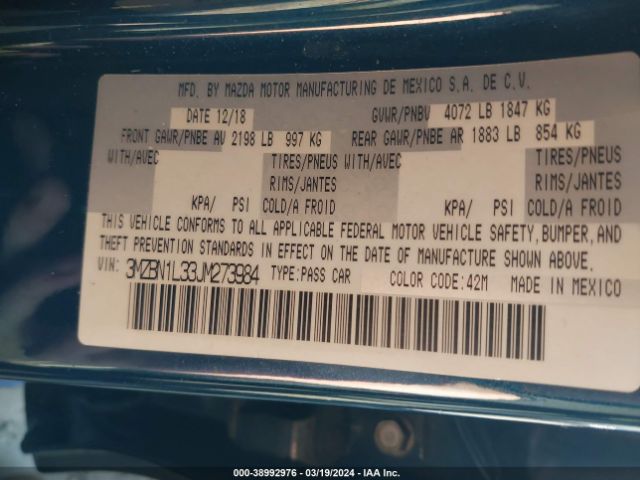 MFD. BY MAZDA MOTOR MANUFACTURING DE MEXICO S.A. DE C.V.
DATE 12/18 GVWR/PNBV 4072 LB 1847 KG
FRONT GAWR/PNBE AV 2198 LB 997 KG REAR GAWR/PNBE AR 1883 LB 854 KG
WITH/AVEC TIRES/PNEUS WITH/AVEC TIRES/PNEUS
RIMS/JANTES RIMS/JANTES
KPA/ PSI COLD/A FROID KPA/ PSI COLD/A FROID
THIS VEHICLE CONFORMS TO ALL APPLICABLE FEDERAL MOTOR VEHICLE SAFETY, BUMPER, AND
THEFT PREVENTION STANDARDS IN EFFECT ON THE DATE OF MANUFACTURE SHOWN ABOVE.
VIN: 3MZBN1L33JM273984 TYPE: PASS CAR COLOR CODE: 42M MADE IN MEXICO
000-38992976 - 03/19/2024 - IAA Inc.